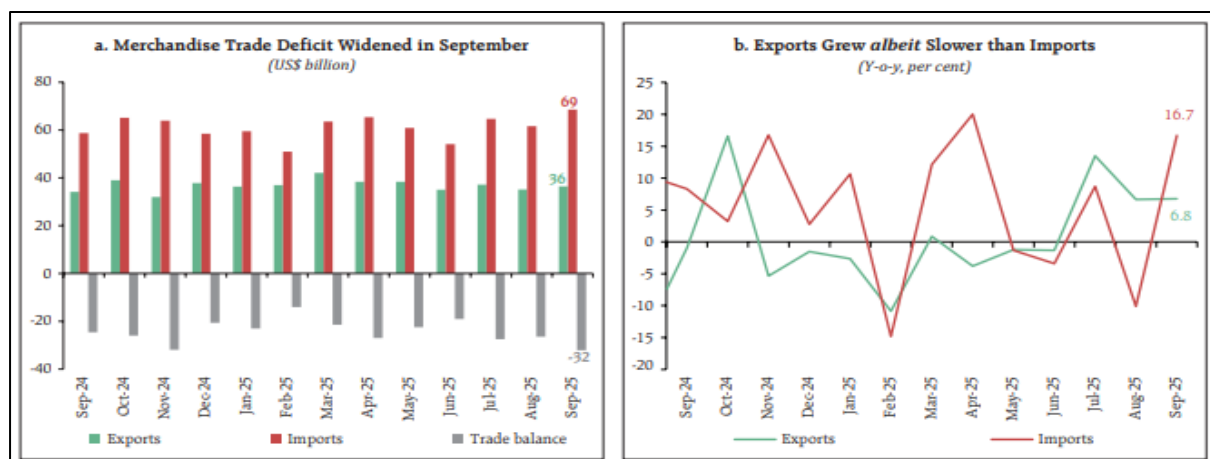 a. Merchandise Trade Deficit Widened in September
(US$ billion)
80
60
40
20
0
-20
-40
69
36
-32
Sep-24
Oct-24
Nov-24
Dec-24
Jan-25
Feb-25
Mar-25
Apr-25
May-25
Jun-25
Jul-25
Aug-25
Sep-25
Exports
Imports
Trade balance
b. Exports Grew albeit Slower than Imports
(Y-o-y, per cent)
25
20
15
10
5
0
-5
-10
-15
-20
16.7
6.8
Sep-24
Oct-24
Nov-24
Dec-24
Jan-25
Feb-25
Mar-25
Apr-25
May-25
Jun-25
Jul-25
Aug-25
Sep-25
Exports
Imports